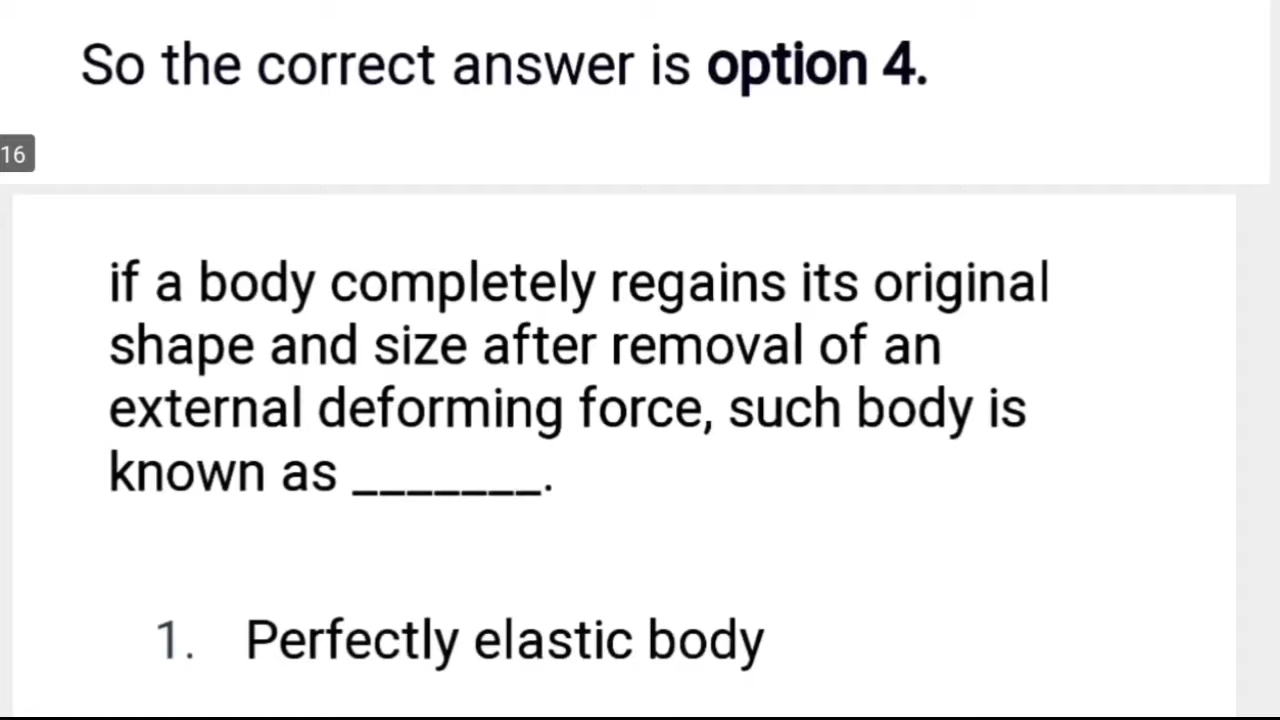 So the correct answer is option 4.
16
if a body completely regains its original
shape and size after removal of an
external deforming force, such body is
known as _______.
1. Perfectly elastic body